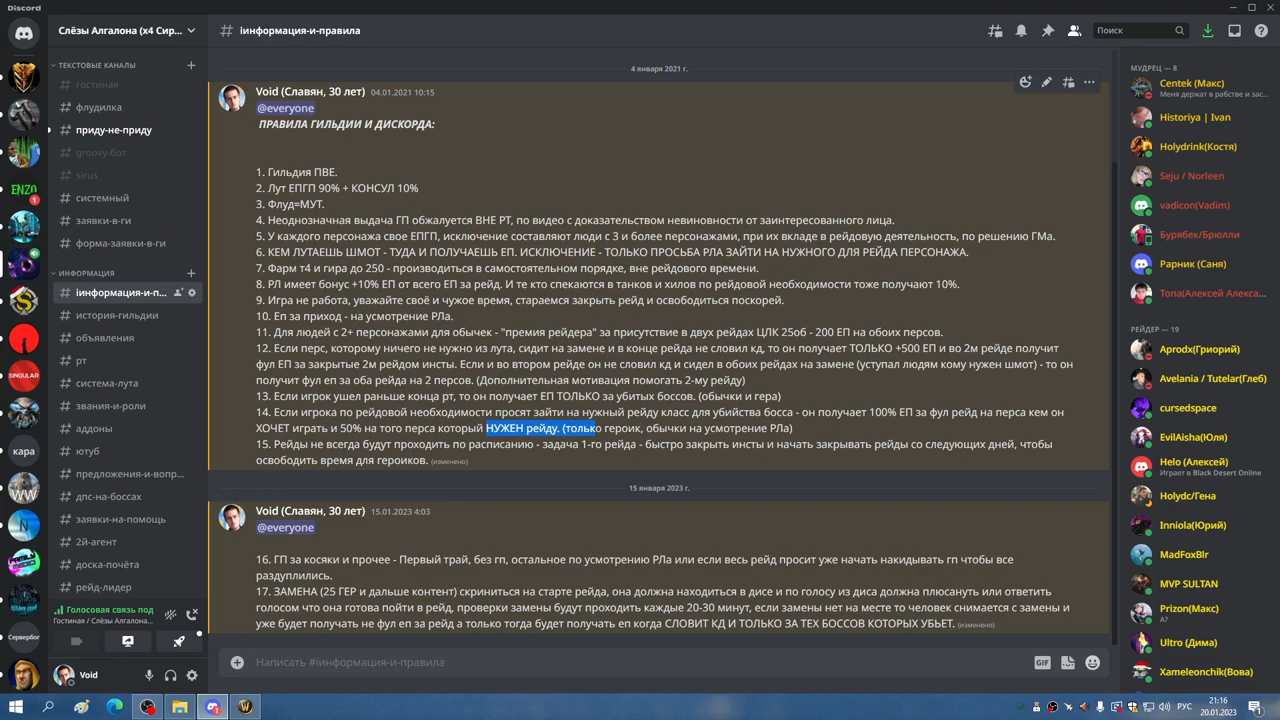 Discord
Слёзы Алгалона (x4 Сир...
# iинформация-и-правила
Поиск
ТЕКСТОВЫЕ КАНАЛЫ
гостиная
флудилка
приду-не-приду
groovy-бот
sirus
системный
заявки-в-ги
форма-заявки-в-ги
ИНФОРМАЦИЯ
iинформация-и-п...
история-гильдии
объявления
рт
система-лута
звания-и-роли
аддоны
ютуб
предложения-и-вопр...
дпс-на-боссах
заявки-на-помощь
2й-агент
доска-почёта
рейд-лидер
Голосовая связь под
Гостиная / Слёзы Алгалона...
Void
ENZO
1
SINGULAR
кара
WW
Сервербог
4 января 2021 г.
Void (Славян, 30 лет) 04.01.2021 10:15
@everyone
ПРАВИЛА ГИЛЬДИИ И ДИСКОРДА:
1. Гильдия ПВЕ.
2. Лут ЕПГП 90% + КОНСУЛ 10%
3. Флуд=МУТ.
4. Неоднозначная выдача ГП обжалуется ВНЕ РТ, по видео с доказательством невиновности от заинтересованного лица.
5. У каждого персонажа свое ЕПГП, исключение составляют люди с 3 и более персонажами, при их вкладе в рейдовую деятельность, по решению ГМа.
6. КЕМ ЛУТАЕШЬ ШМОТ - ТУДА И ПОЛУЧАЕШЬ ЕП. ИСКЛЮЧЕНИЕ - ТОЛЬКО ПРОСЬБА РЛА ЗАЙТИ НА НУЖНОГО ДЛЯ РЕЙДА ПЕРСОНАЖА.
7. Фарм т4 и гира до 250 - производиться в самостоятельном порядке, вне рейдового времени.
8. РЛ имеет бонус +10% ЕП от всего ЕП за рейд. И те кто спекаются в танков и хилов по рейдовой необходимости тоже получают 10%.
9. Игра не работа, уважайте своё и чужое время, стараемся закрыть рейд и освободиться поскорей.
10. Еп за приход - на усмотрение РЛа.
11. Для людей с 2+ персонажами для обычек - "премия рейдера" за присутствие в двух рейдах ЦЛК 25об - 200 ЕП на обоих персов.
12. Если перс, которому ничего не нужно из лута, сидит на замене и в конце рейда не словил кд, то он получает ТОЛЬКО +500 ЕП и во 2м рейде получит
фул ЕП за закрытые 2м рейдом инсты. Если и во втором рейде он не словил кд и сидел в обоих рейдах на замене (уступал людям кому нужен шмот) - то он
получит фул еп за оба рейда на 2 персов. (Дополнительная мотивация помогать 2-му рейду)
13. Если игрок ушел раньше конца рт, то он получает ЕП ТОЛЬКО за убитых боссов. (обычки и гера)
14. Если игрока по рейдовой необходимости просят зайти на нужный рейду класс для убийства босса - он получает 100% ЕП за фул рейд на перса кем он
ХОЧЕТ играть и 50% на того перса который НУЖЕН рейду. (только героик, обычки на усмотрение РЛа)
15. Рейды не всегда будут проходить по расписанию - задача 1-го рейда - быстро закрыть инсты и начать закрывать рейды со следующих дней, чтобы
освободить время для героиков. (изменено)
15 января 2023 г.
Void (Славян, 30 лет) 15.01.2023 4:03
@everyone
16. ГП за косяки и прочее - Первый трай, без гп, остальное по усмотрению РЛа или если весь рейд просит уже начать накидывать гп чтобы все
раздуплились.
17. ЗАМЕНА (25 ГЕР и дальше контент) скриниться на старте рейда, она должна находиться в дисе и по голосу из диса должна плюсануть или ответить
голосом что она готова пойти в рейд, проверки замены будут проходить каждые 20-30 минут, если замены нет на месте то человек снимается с замены и
уже будет получать не фул еп за рейд а только тогда будет получать еп когда СЛОВИТ КД И ТОЛЬКО ЗА ТЕХ БОССОВ КОТОРЫХ УБЬЕТ. (изменено)
Написать #iинформация-и-правила
GIF
МУДРЕЦ — 8
Centek (Макс)
Меня держат в рабстве и зас...
Historiya | Ivan
Holydrink(Костя)
Seju / Norleen
vadicon(Vadim)
Бурябек/Брюлли
Рарник (Саня)
Топа(Алексей Алекса...
РЕЙДЕР — 19
Aprodx(Гриорий)
Avelania / Tutelar(Глеб)
cursedspace
EvilAisha(Юля)
Helo (Алексей)
Играет в Black Desert Online
Holydc/Гена
Inniola(Юрий)
MadFoxBlr
MVP SULTAN
Prizon(Макс)
A?
Ultro (Дима)
Xameleonchik(Вова)
РУС
21:16
20.01.2023
1